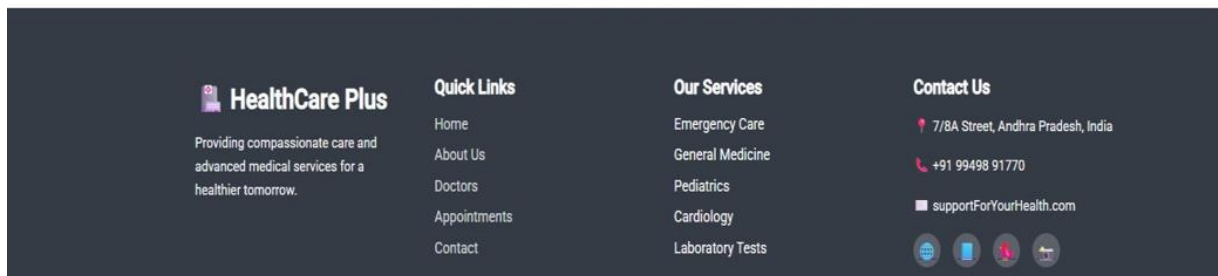 HealthCare Plus
Providing compassionate care and
advanced medical services for a
healthier tomorrow.
Quick Links
Home
About Us
Doctors
Appointments
Contact
Our Services
Emergency Care
General Medicine
Pediatrics
Cardiology
Laboratory Tests
Contact Us
7/8A Street, Andhra Pradesh, India
+91 99498 91770
supportForYourHealth.com